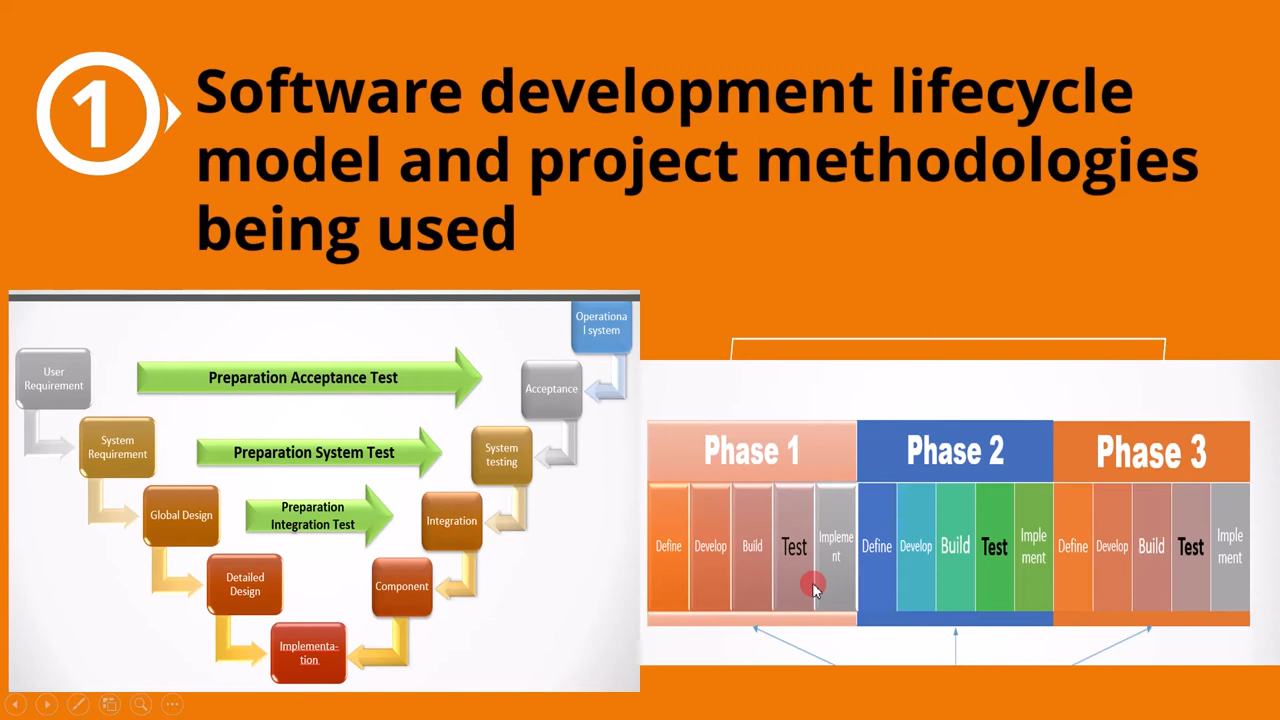 1
Software development lifecycle
model and project methodologies
being used
Operationa
l system
User
Requirement
Preparation Acceptance Test
Acceptance
System
Requirement
Preparation System Test
System
testing
Global Design
Preparation
Integration Test
Integration
Detailed
Design
Component
Implementa-
tion
Phase 1
Phase 2
Phase 3
Define
Develop
Build
Test
Impleme
nt
Define
Develop
Build
Test
Imple
ment
Define
Develop
Build
Test
Imple
ment